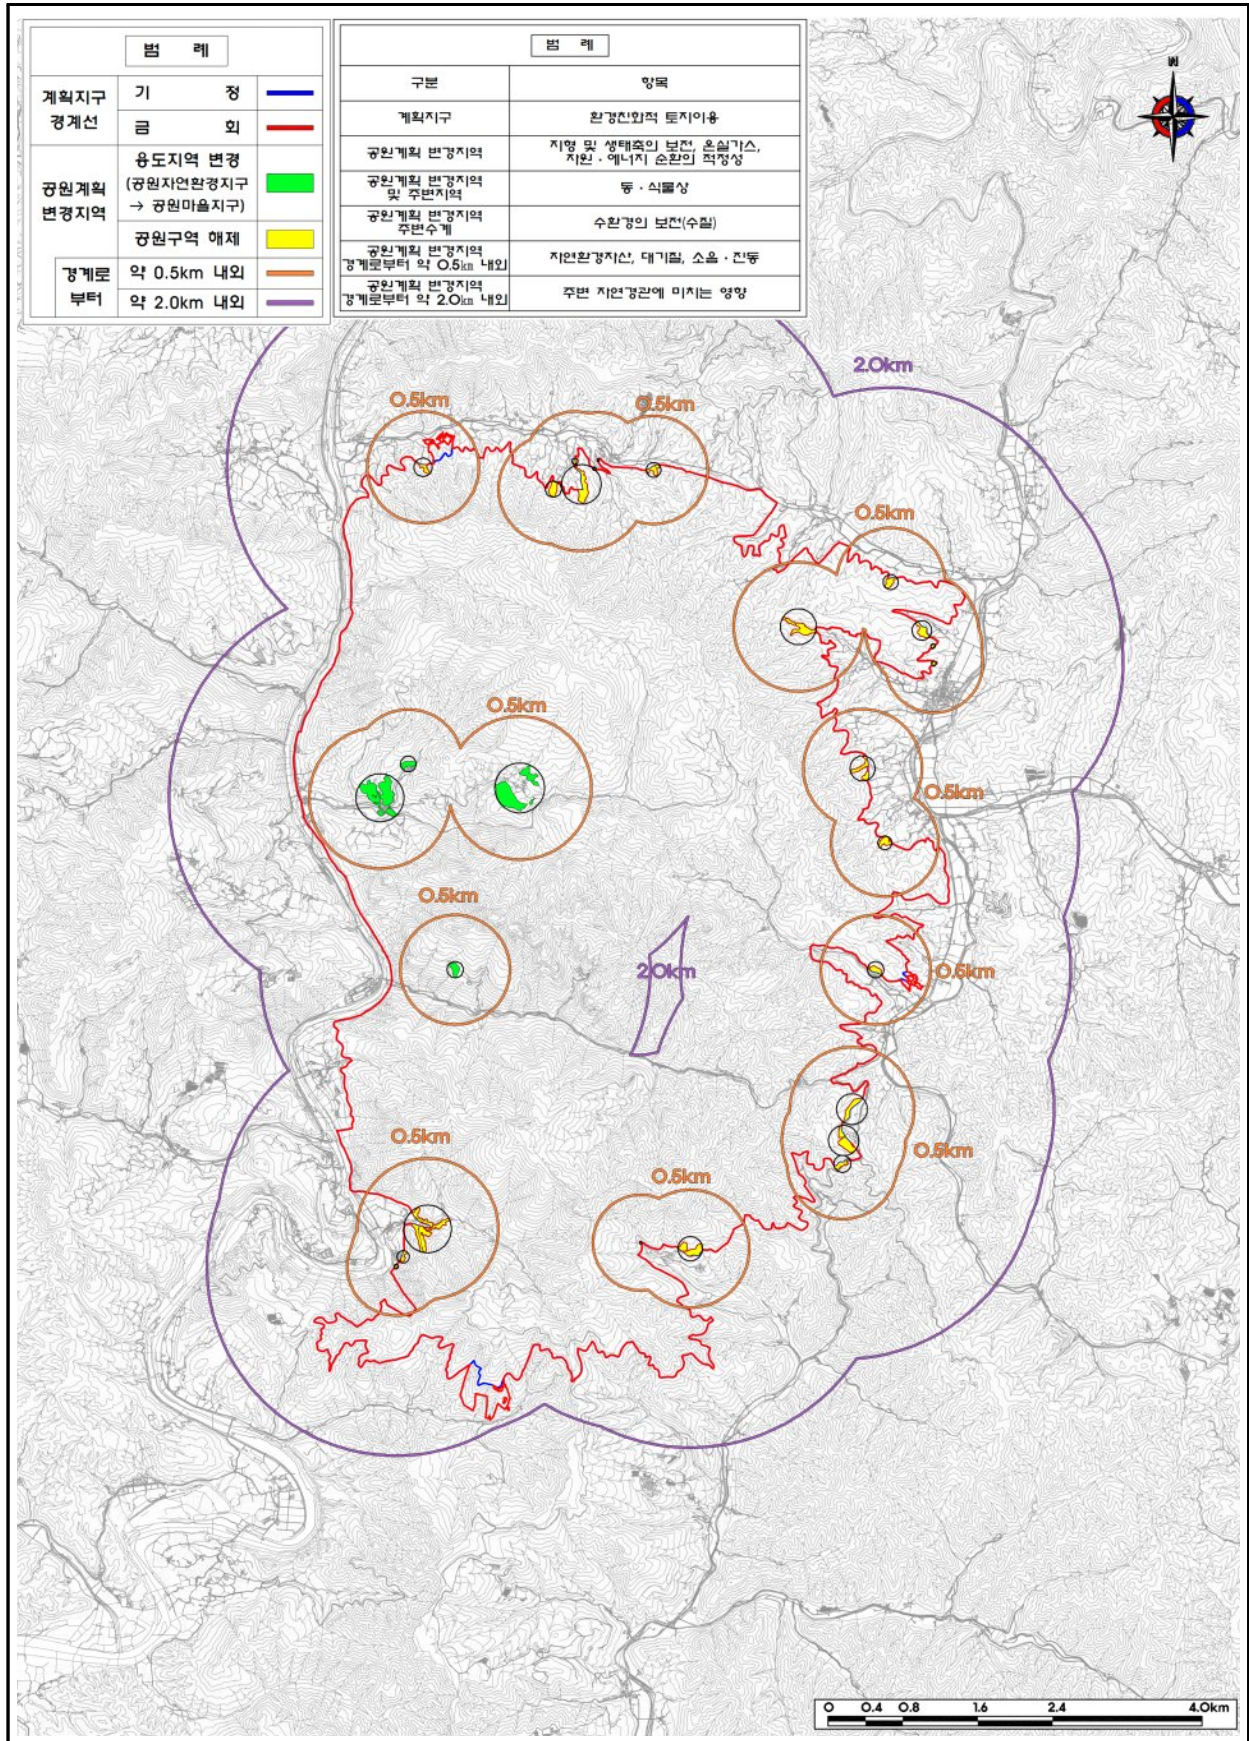 범 례
계획지구
경계선
기 정
금 회
공원계획
변경지역
용도지역 변경
(공원자연환경지구
→ 공원마을지구)
공원구역 해제
경계로
부터
약 0.5km 내외
약 2.0km 내외
범 례
구분 항목
계획지구 환경친화적 토지이용
공원계획 변경지역 지형 및 생태축의 보전, 온실가스,
자원 · 에너지 순환의 적정성
공원계획 변경지역
및 주변지역 동 · 식물상
공원계획 변경지역
주변수계 수환경의 보전(수질)
공원계획 변경지역
경계로부터 약 0.5㎞ 내외 자연환경자산, 대기질, 소음 · 진동
공원계획 변경지역
경계로부터 약 2.0㎞ 내외 주변 자연경관에 미치는 영향
N
2.0km
0.5km
0.5km
0.5km
0.5km
0.5km
0.5km
2.0km
0.5km
0.5km
0.5km
0.5km
0 0.4 0.8 1.6 2.4 4.0km